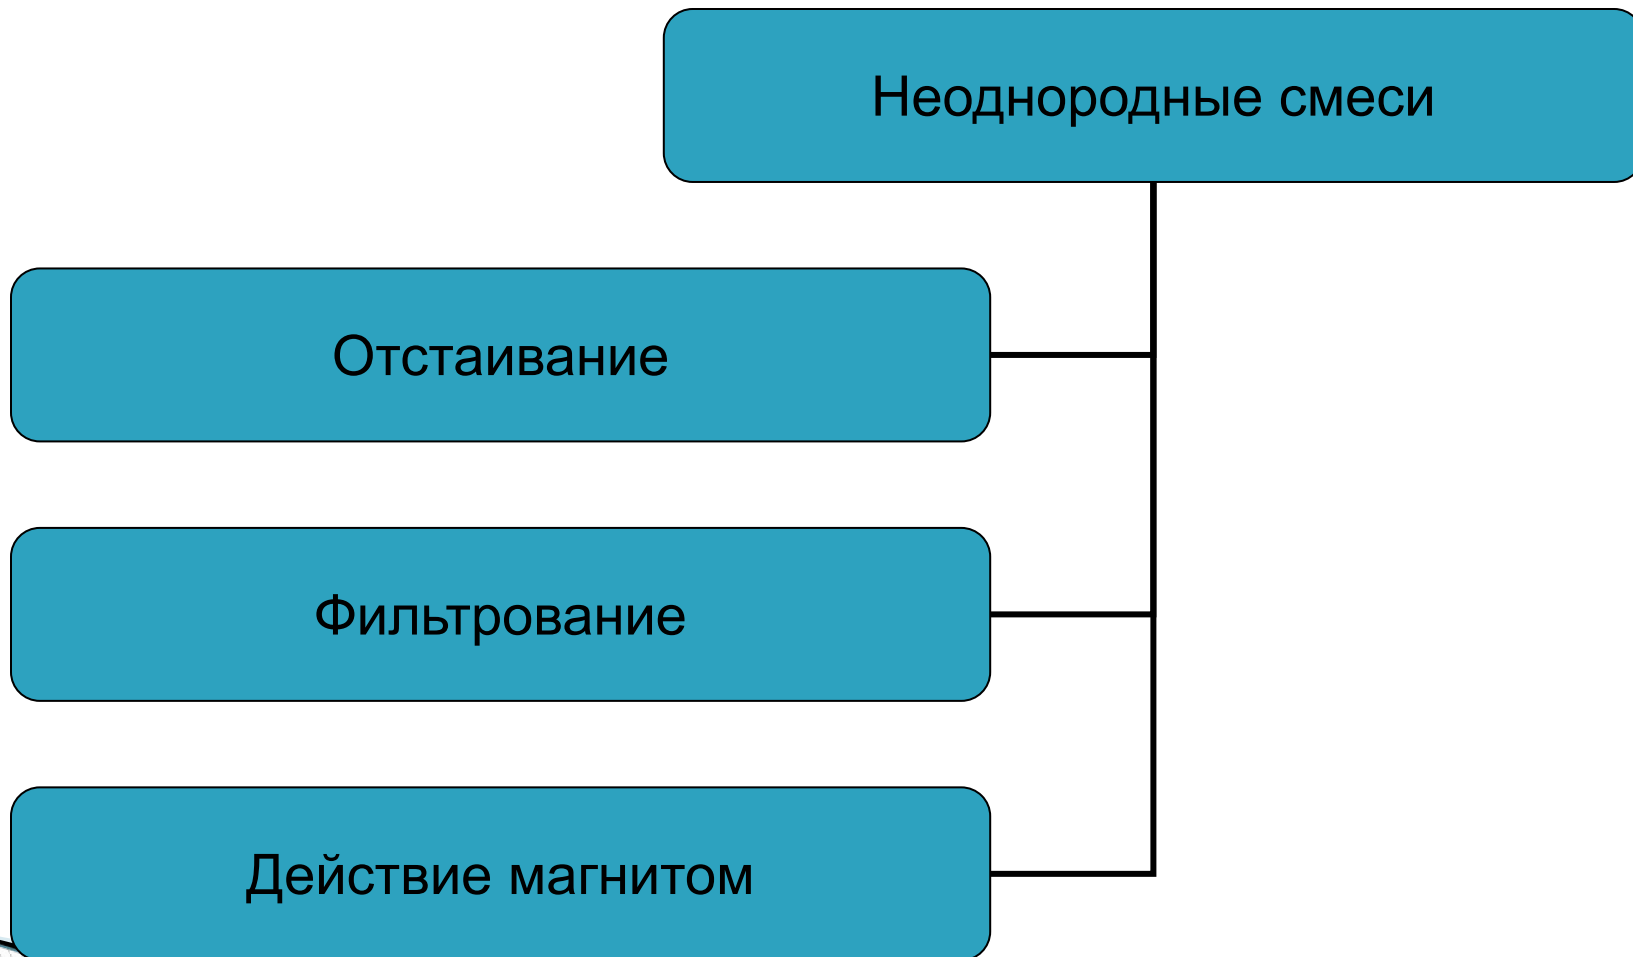 Неоднородные смеси
Отстаивание
Фильтрование
Действие магнитом